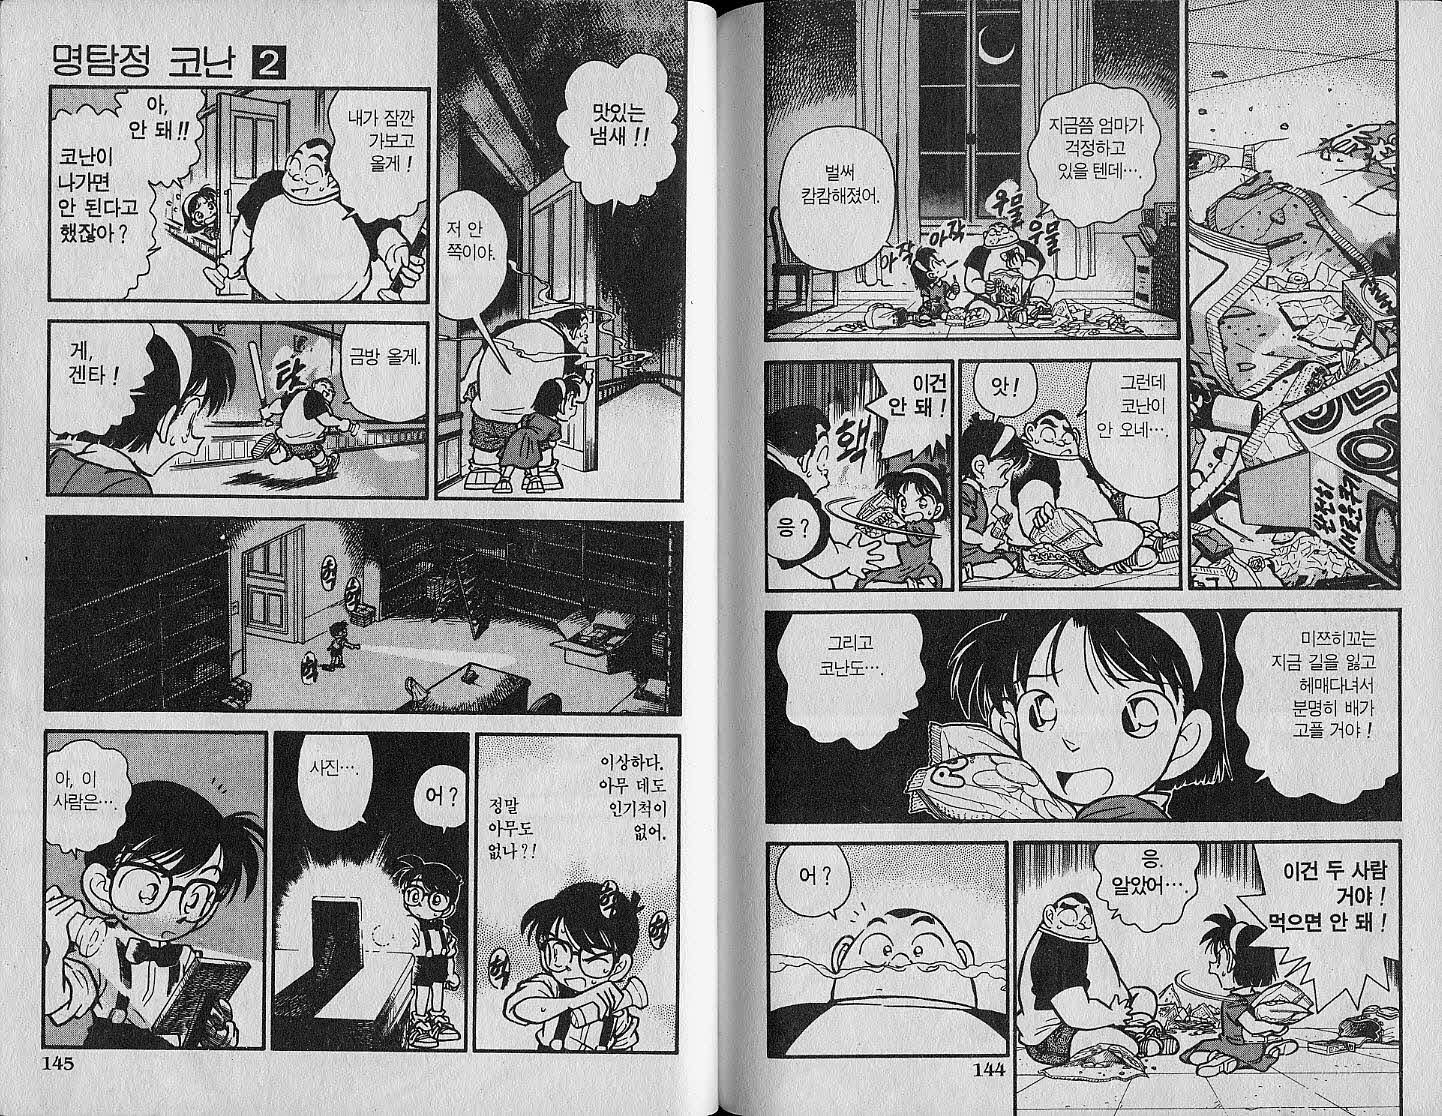 벌써
캄캄해졌어.
지금쯤 엄마가
걱정하고
있을 텐데….
아작
아작
우물
우물
그런데
코난이
안 오네….
앗!
이건
안 돼!
홱
응?
미쯔히꼬는
지금 길을 잃고
헤매다녀서
분명히 배가
고플 거야!
그리고
코난도….
이건 두 사람
거야!
먹으면 안 돼!
응.
알았어….
어?
144
명탐정 코난 2
맛있는
냄새!!
저 안
쪽이야.
내가 잠깐
가보고
올게!
아,
안 돼!!
코난이
나가면
안 된다고
했잖아?
금방 올게.
탁
게,
겐타!
헉
헉
헉
이상하다.
아무 데도
인기척이
없어.
정말
아무도
없나?!
헉
헉
헉
어?
사진….
아, 이
사람은….
145